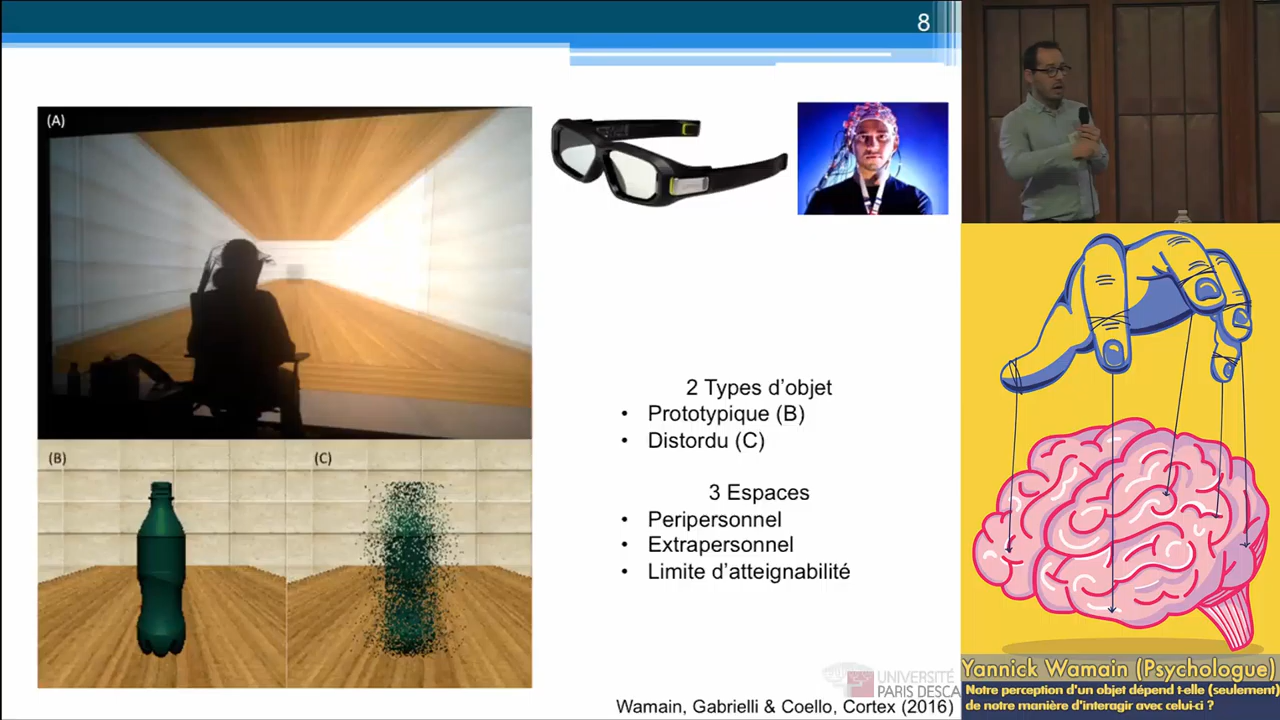 8
(A)
(B)
(C)
2 Types d'objet
• Prototypique (B)
• Distordu (C)
3 Espaces
• Peripersonnel
• Extrapersonnel
• Limite d'atteignabilité
UNIVERSITÉ
PARIS DESCA
Wamain, Gabrielli & Coello, Cortex (2016)
Yannick Wamain (Psychologue)
Notre perception d'un objet dépend t-elle (seulement)
de notre manière d'interagir avec celui-ci ?